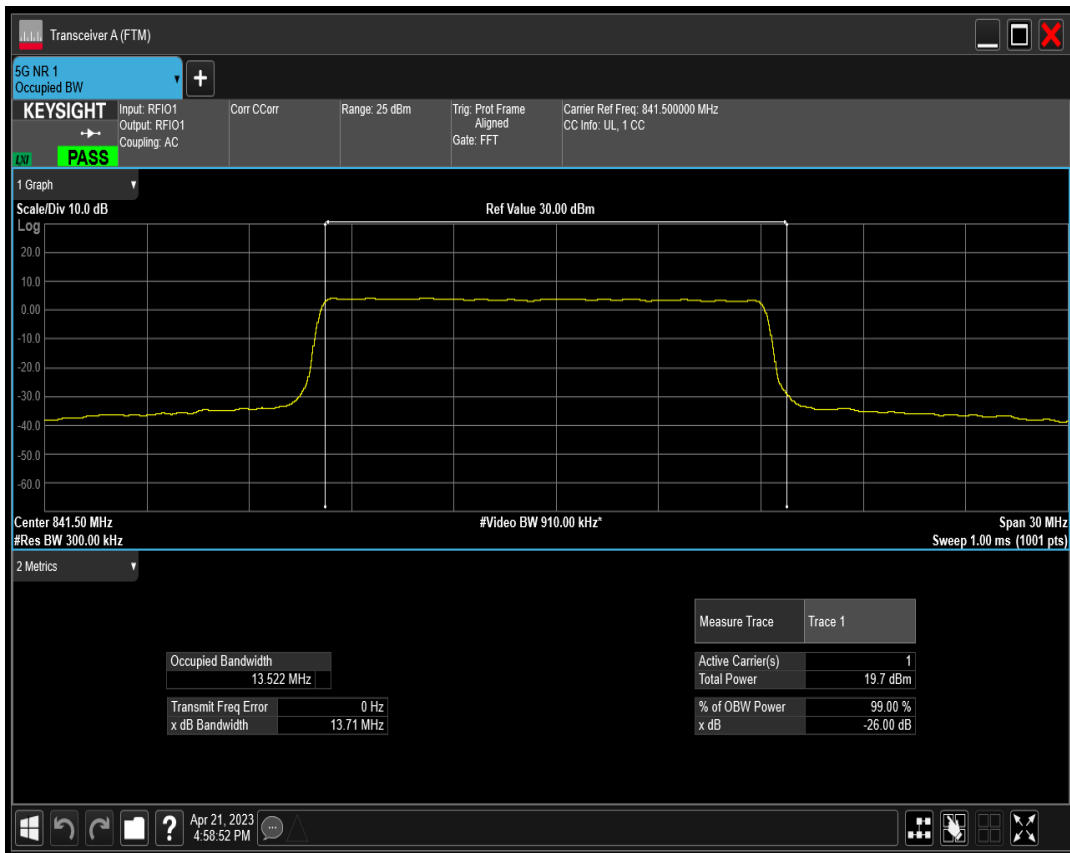 Transceiver A (FTM)
5G NR 1
Occupied BW
+
KEYSIGHT
LXI
PASS
Input: RFIO1
Output: RFIO1
Coupling: AC
Corr CCorr
Range: 25 dBm
Trig: Prot Frame
Aligned
Gate: FFT
Carrier Ref Freq: 841.500000 MHz
CC Info: UL, 1 CC
1 Graph
Scale/Div 10.0 dB
Ref Value 30.00 dBm
Log
20.0
10.0
0.00
-10.0
-20.0
-30.0
-40.0
-50.0
-60.0
Center 841.50 MHz
#Video BW 910.00 kHz*
Span 30 MHz
#Res BW 300.00 kHz
Sweep 1.00 ms (1001 pts)
2 Metrics
Measure Trace Trace 1
Occupied Bandwidth
13.522 MHz
Active Carrier(s) 1
Total Power 19.7 dBm
Transmit Freq Error 0 Hz
x dB Bandwidth 13.71 MHz
% of OBW Power 99.00 %
x dB -26.00 dB
?
Apr 21, 2023
4:58:52 PM